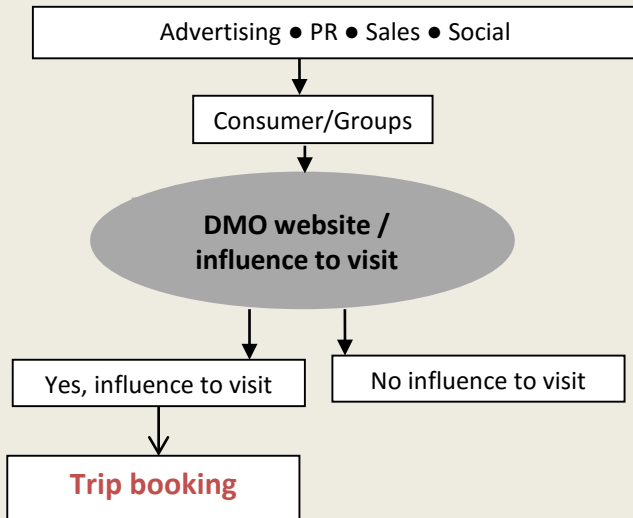 Advertising ● PR ● Sales ● Social
Consumer/Groups
DMO website /
influence to visit
Yes, influence to visit
No influence to visit
Trip booking